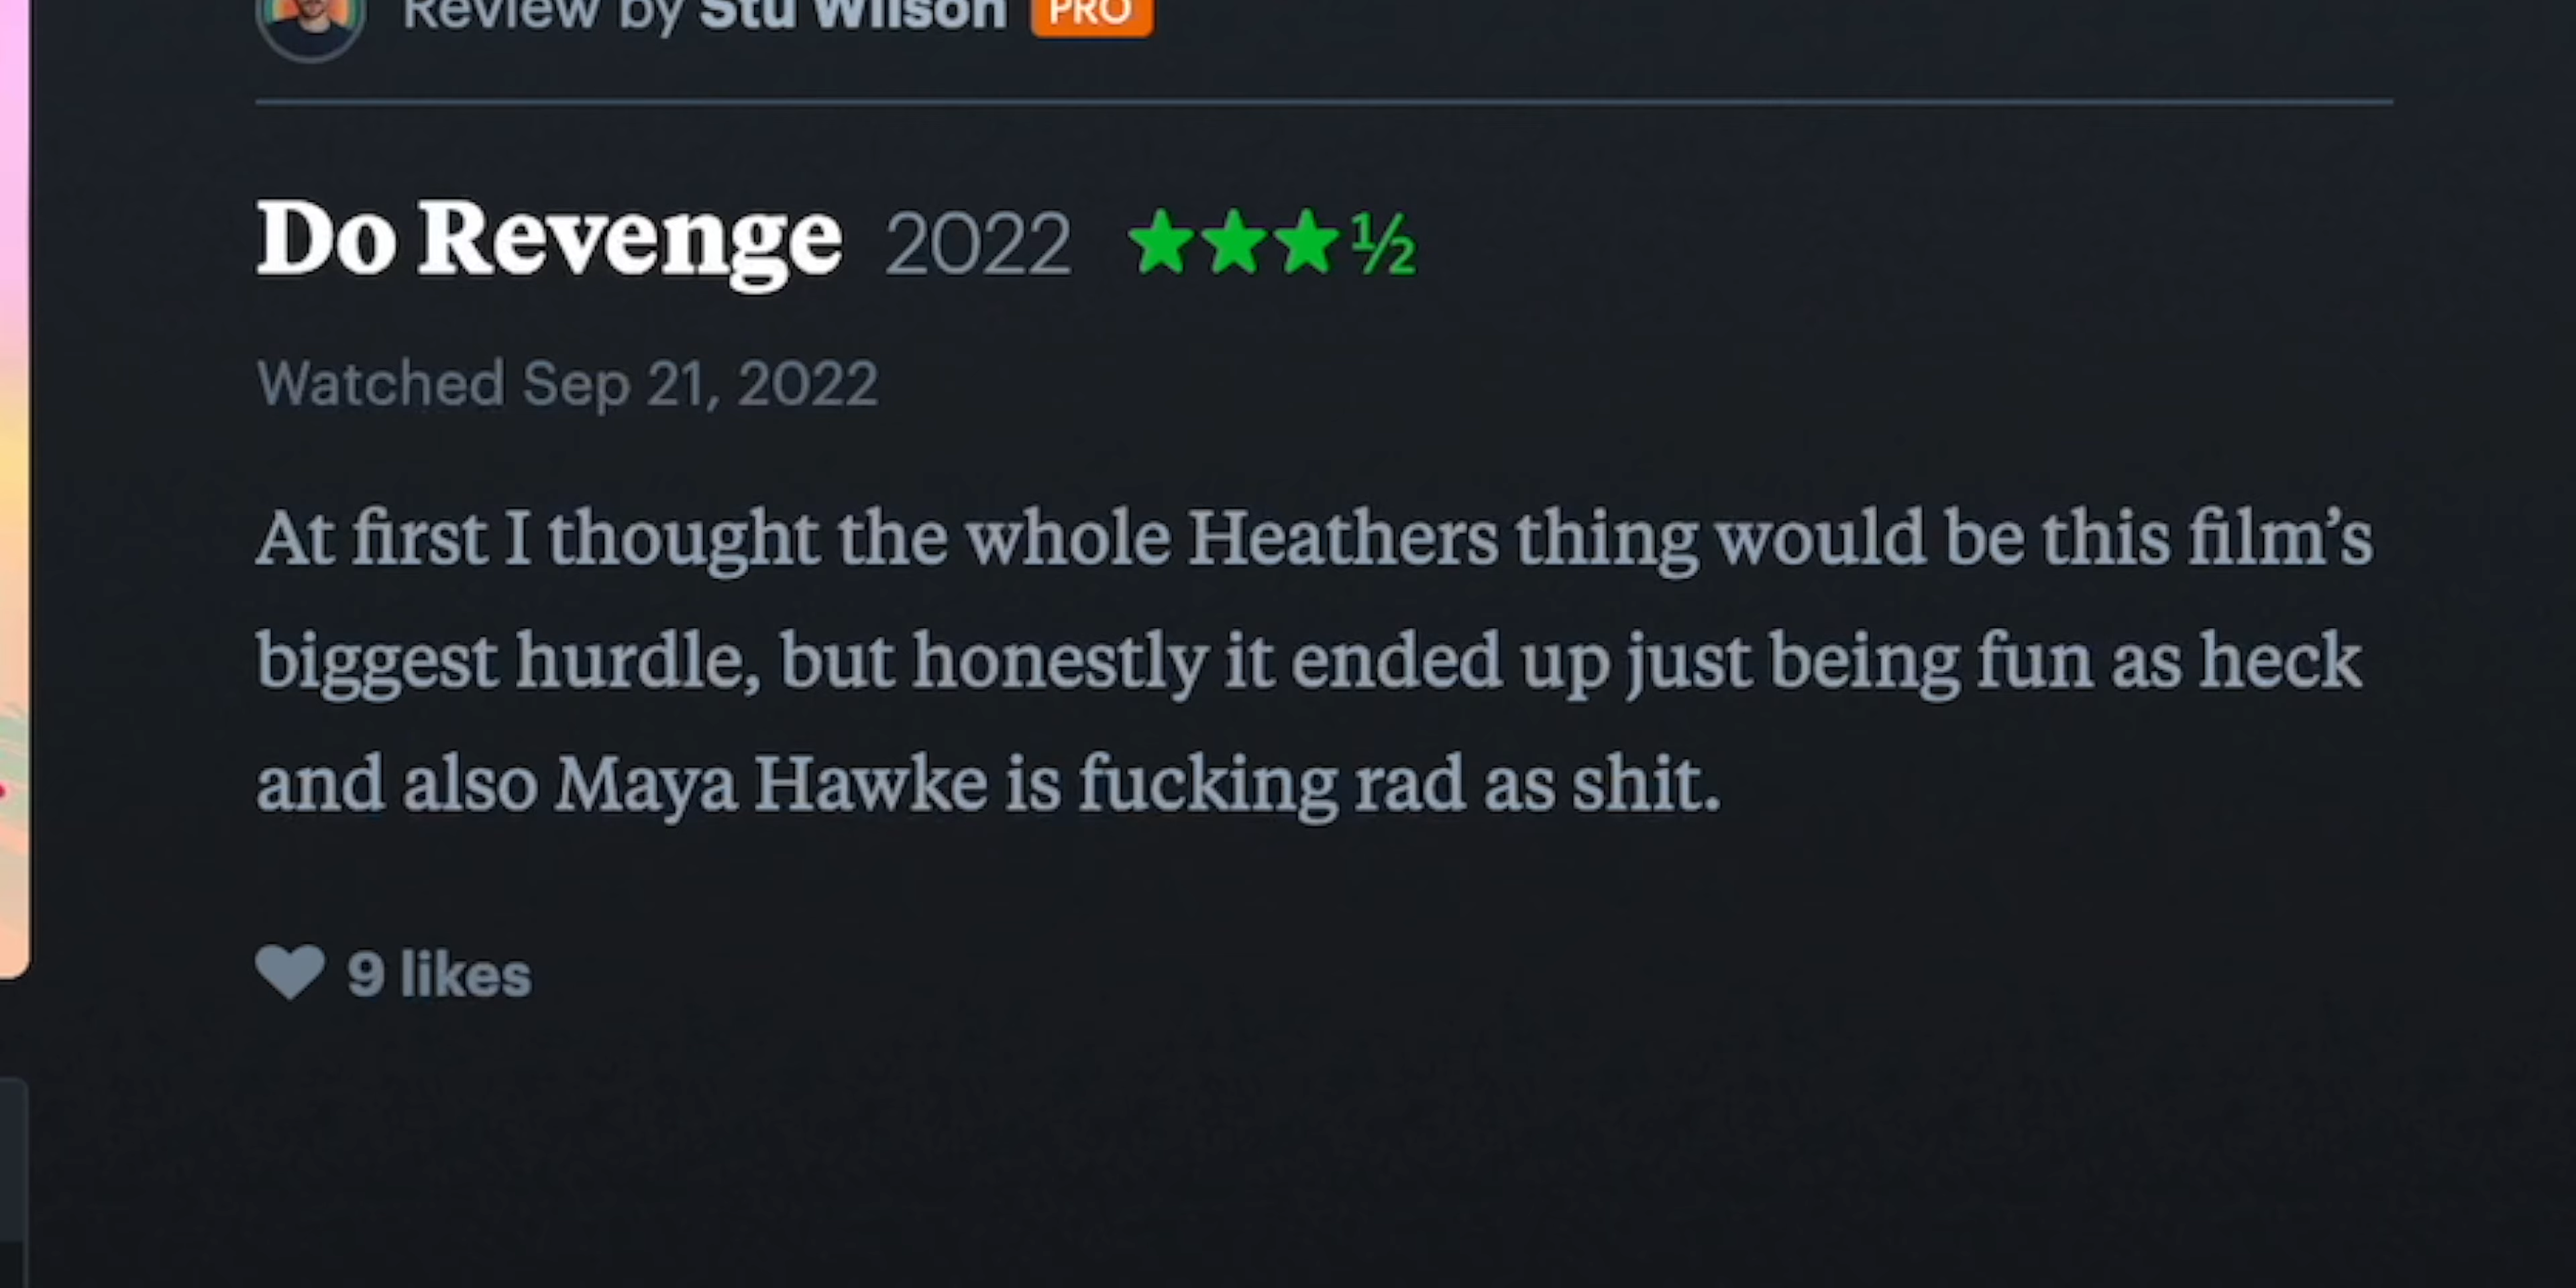 Review by Stu Wilson PRO
Do Revenge 2022 ★★★½
Watched Sep 21, 2022
At first I thought the whole Heathers thing would be this film’s
biggest hurdle, but honestly it ended up just being fun as heck
and also Maya Hawke is fucking rad as shit.
9 likes